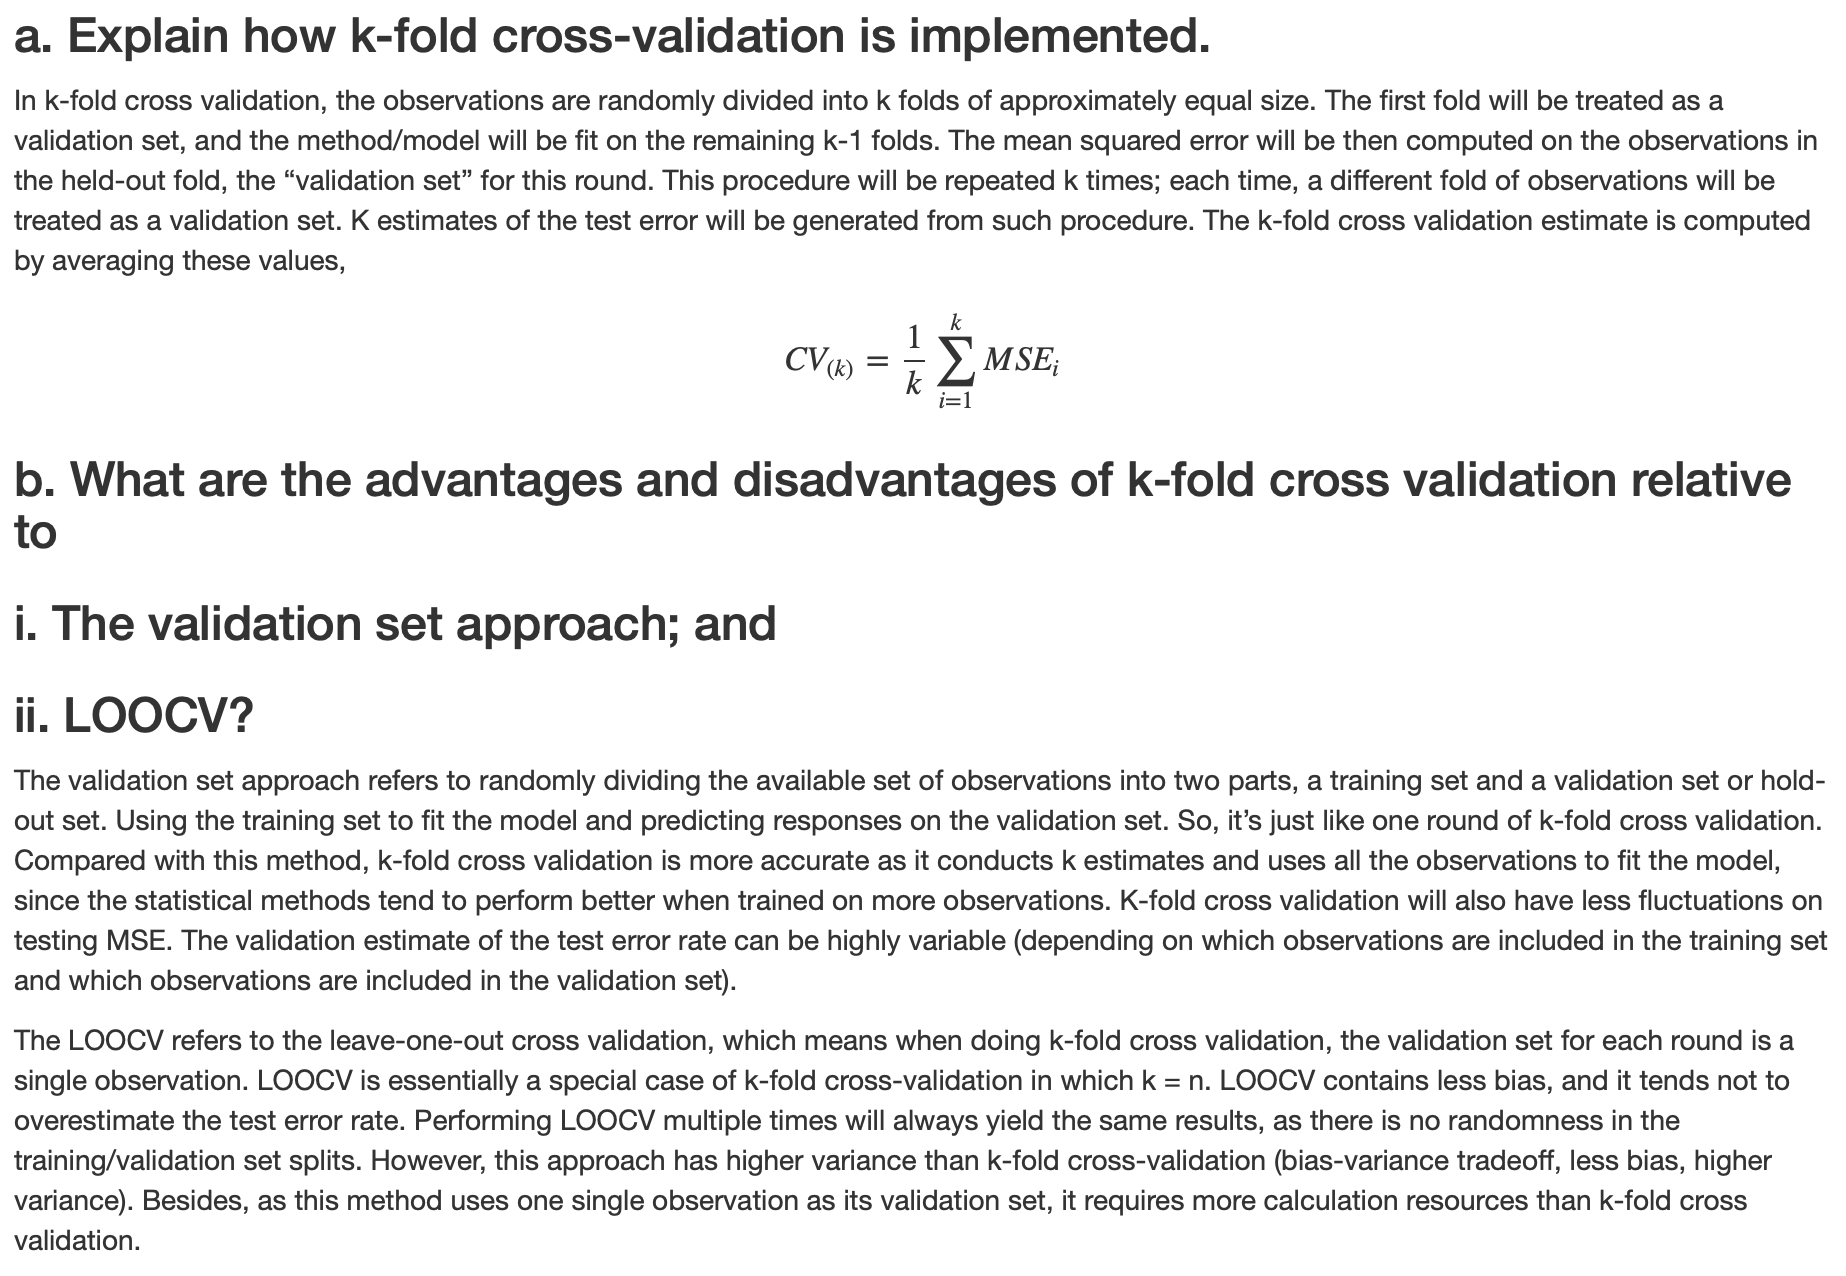 a. Explain how k-fold cross-validation is implemented.
In k-fold cross validation, the observations are randomly divided into k folds of approximately equal size. The first fold will be treated as a
validation set, and the method/model will be fit on the remaining k-1 folds. The mean squared error will be then computed on the observations in
the held-out fold, the “validation set” for this round. This procedure will be repeated k times; each time, a different fold of observations will be
treated as a validation set. K estimates of the test error will be generated from such procedure. The k-fold cross validation estimate is computed
by averaging these values,
CV(k) = 1/k ∑_{i=1}^{k} MSE_i
b. What are the advantages and disadvantages of k-fold cross validation relative
to
i. The validation set approach; and
ii. LOOCV?
The validation set approach refers to randomly dividing the available set of observations into two parts, a training set and a validation set or hold-
out set. Using the training set to fit the model and predicting responses on the validation set. So, it’s just like one round of k-fold cross validation.
Compared with this method, k-fold cross validation is more accurate as it conducts k estimates and uses all the observations to fit the model,
since the statistical methods tend to perform better when trained on more observations. K-fold cross validation will also have less fluctuations on
testing MSE. The validation estimate of the test error rate can be highly variable (depending on which observations are included in the training set
and which observations are included in the validation set).
The LOOCV refers to the leave-one-out cross validation, which means when doing k-fold cross validation, the validation set for each round is a
single observation. LOOCV is essentially a special case of k-fold cross-validation in which k = n. LOOCV contains less bias, and it tends not to
overestimate the test error rate. Performing LOOCV multiple times will always yield the same results, as there is no randomness in the
training/validation set splits. However, this approach has higher variance than k-fold cross-validation (bias-variance tradeoff, less bias, higher
variance). Besides, as this method uses one single observation as its validation set, it requires more calculation resources than k-fold cross
validation.